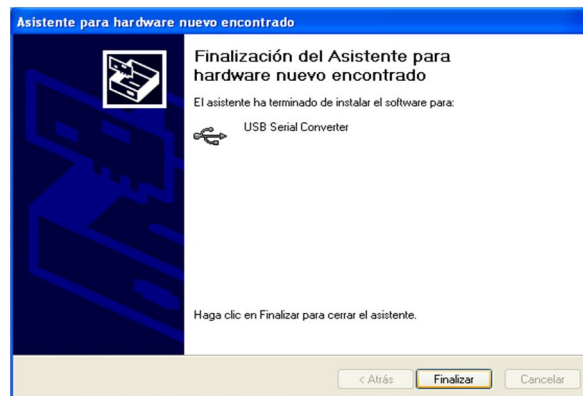 Asistente para hardware nuevo encontrado
Finalización del Asistente para
hardware nuevo encontrado
El asistente ha terminado de instalar el software para:
USB Serial Converter
Haga clic en Finalizar para cerrar el asistente.
< Atrás
Finalizar
Cancelar